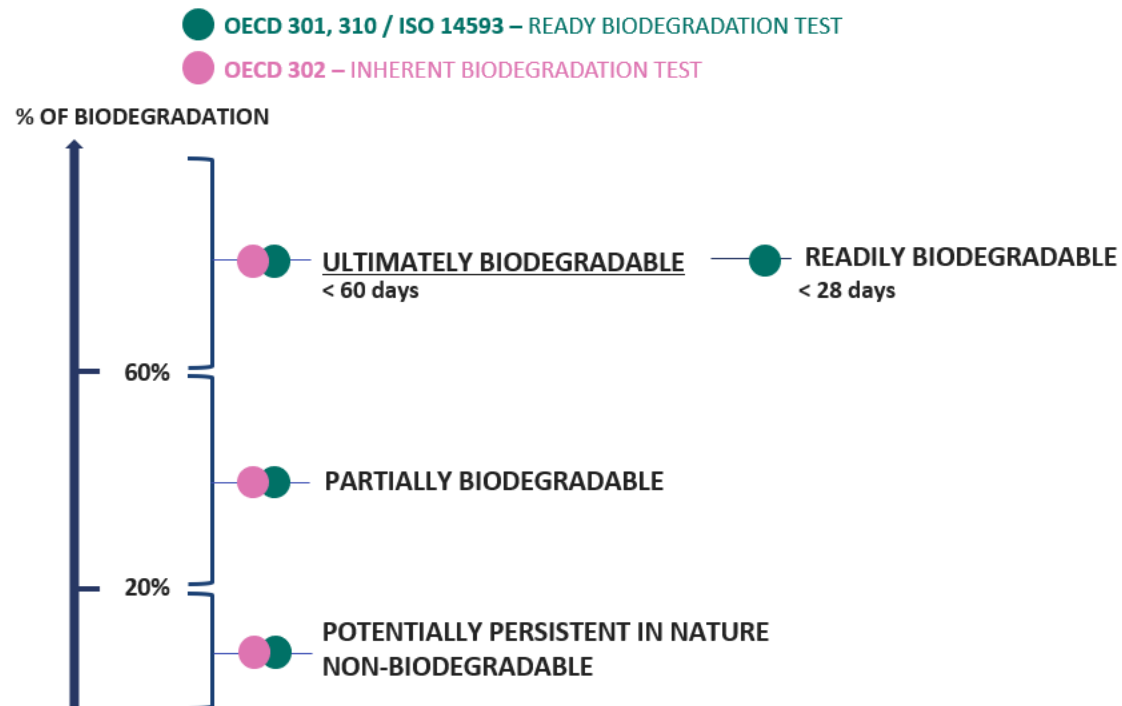 OECD 301, 310 / ISO 14593 – READY BIODEGRADATION TEST
OECD 302 – INHERENT BIODEGRADATION TEST
% OF BIODEGRADATION
ULTIMATELY BIODEGRADABLE
< 60 days
READILY BIODEGRADABLE
< 28 days
60%
PARTIALLY BIODEGRADABLE
20%
POTENTIALLY PERSISTENT IN NATURE
NON-BIODEGRADABLE